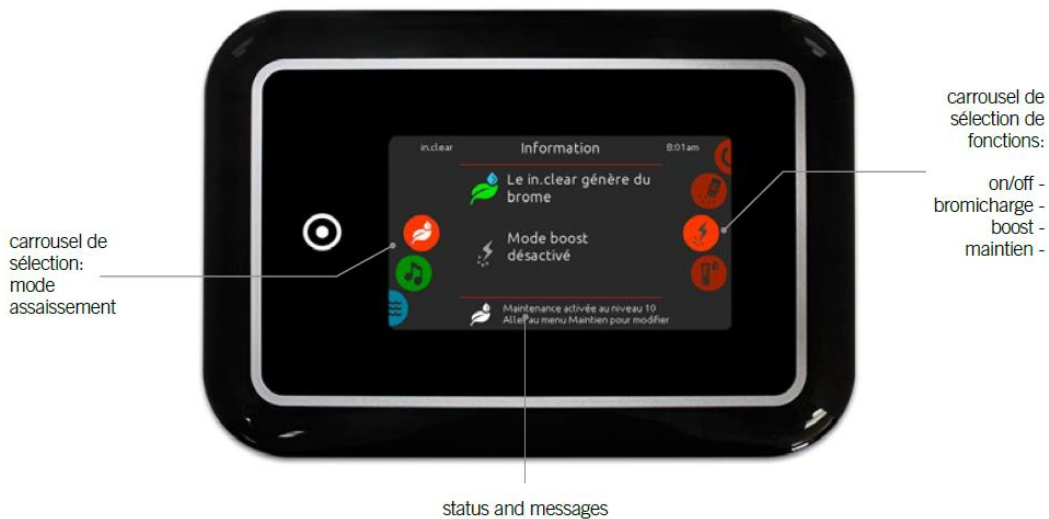 in.clear
Information
8:01am
Le in.clear génère du
brome
Mode boost
désactivé
Maintenance activée au niveau 10
Aller au menu Maintien pour modifier
carrousel de
sélection:
mode
assaissement
carrousel de
sélection de
fonctions:
on/off -
bromicharge -
boost -
maintien -
status and messages